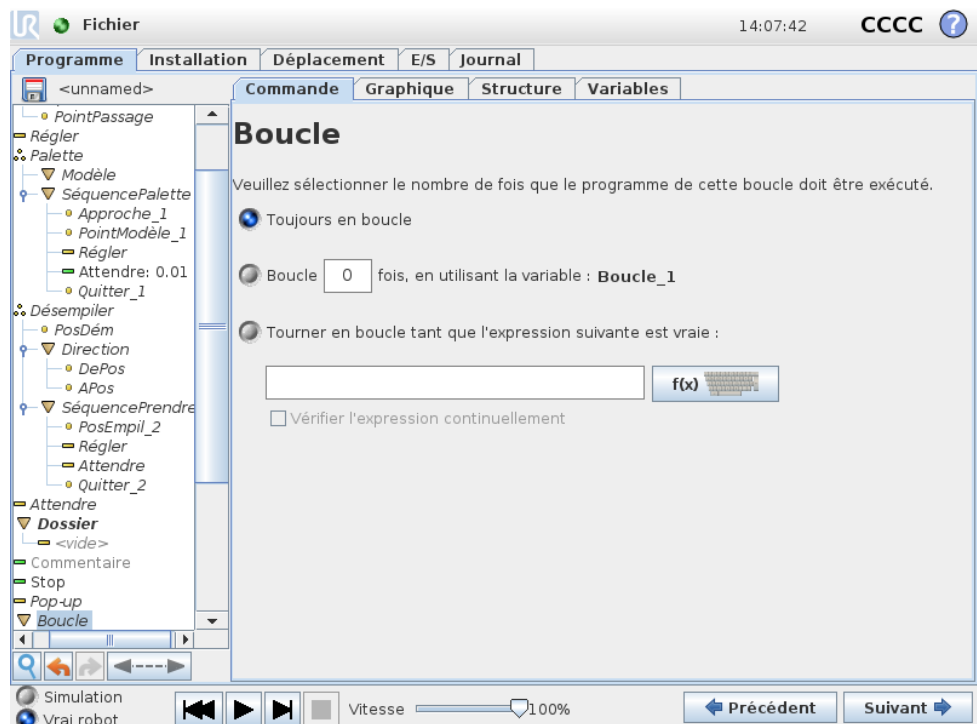 UR Fichier 14:07:42 CCCC ?
Programme Installation Déplacement E/S Journal
<unnamed>
Commande Graphique Structure Variables
PointPassage
Régler
Palette
Modèle
SéquencePalette
Approche_1
PointModèle_1
Régler
Attendre: 0.01
Quitter_1
Désempiler
PosDém
Direction
DePos
APos
SéquencePrendre
PosEmpil_2
Régler
Attendre
Quitter_2
Attendre
Dossier
<vide>
Commentaire
Stop
Pop-up
Boucle
Boucle
Veuillez sélectionner le nombre de fois que le programme de cette boucle doit être exécuté.
Toujours en boucle
Boucle 0 fois, en utilisant la variable : Boucle_1
Tourner en boucle tant que l'expression suivante est vraie :
f(x)
Vérifier l'expression continuellement
Simulation
Vrai robot
Vitesse 100%
Précédent Suivant